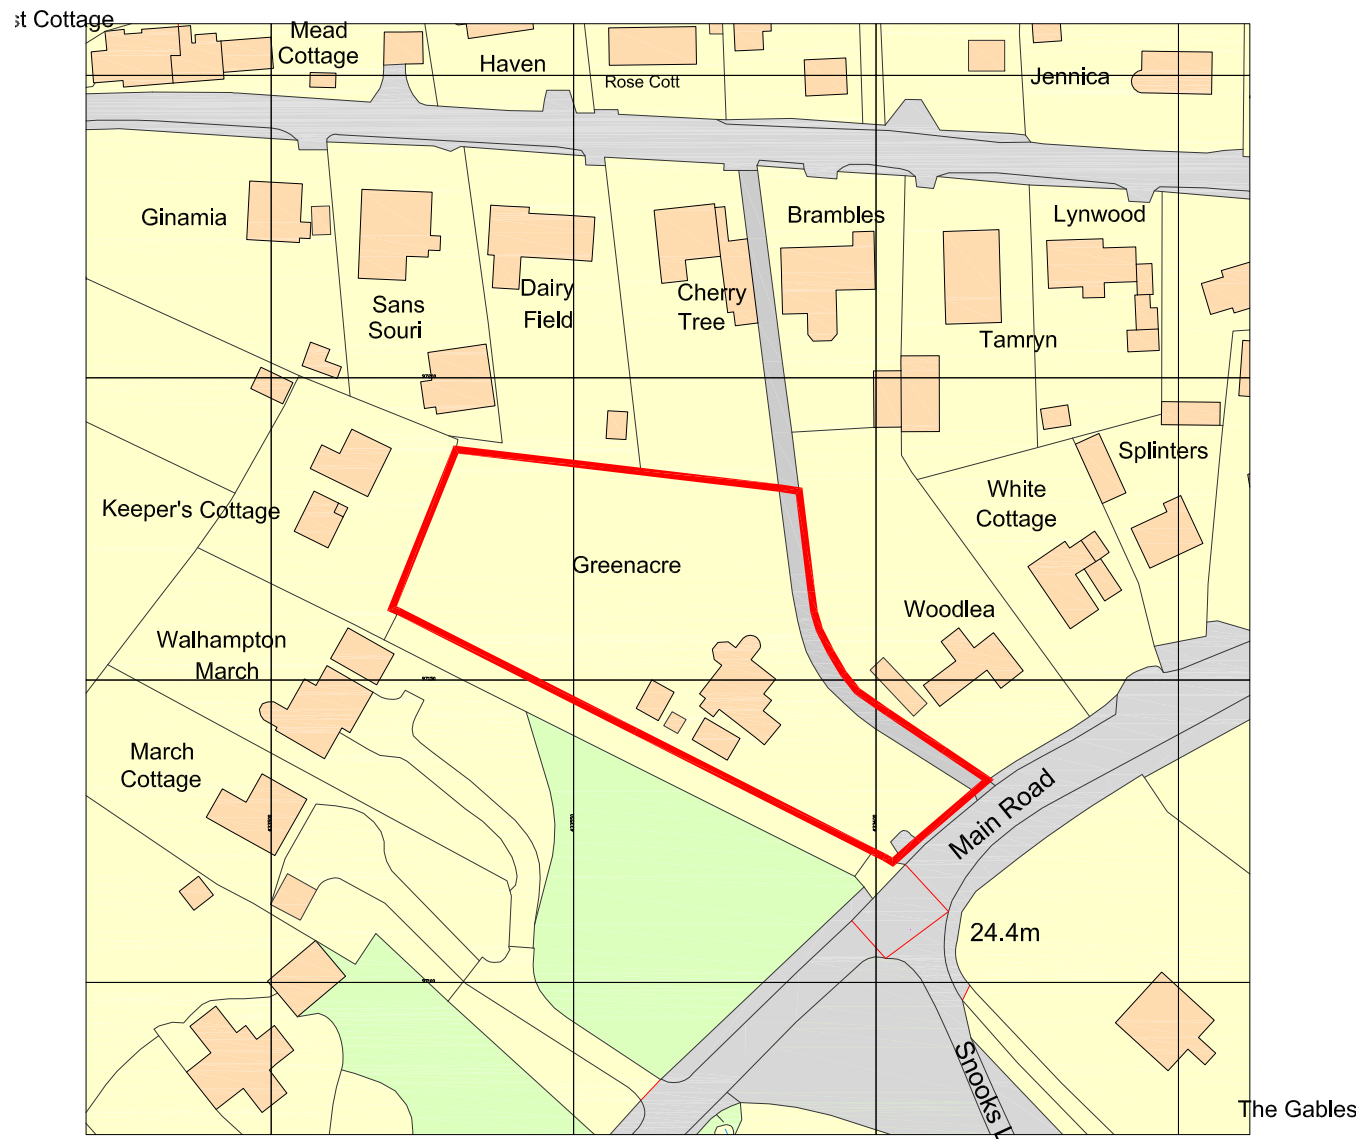 st Cottage
Mead
Cottage
Haven
Rose Cott
Jennica
Ginamia
Brambles
Lynwood
Sans
Souri
Dairy
Field
Cherry
Tree
Tamryn
Splinters
White
Cottage
Keeper's Cottage
Greenacre
Woodlea
Walhampton
March
March
Cottage
Main Road
24.4m
Snooks L
The Gables